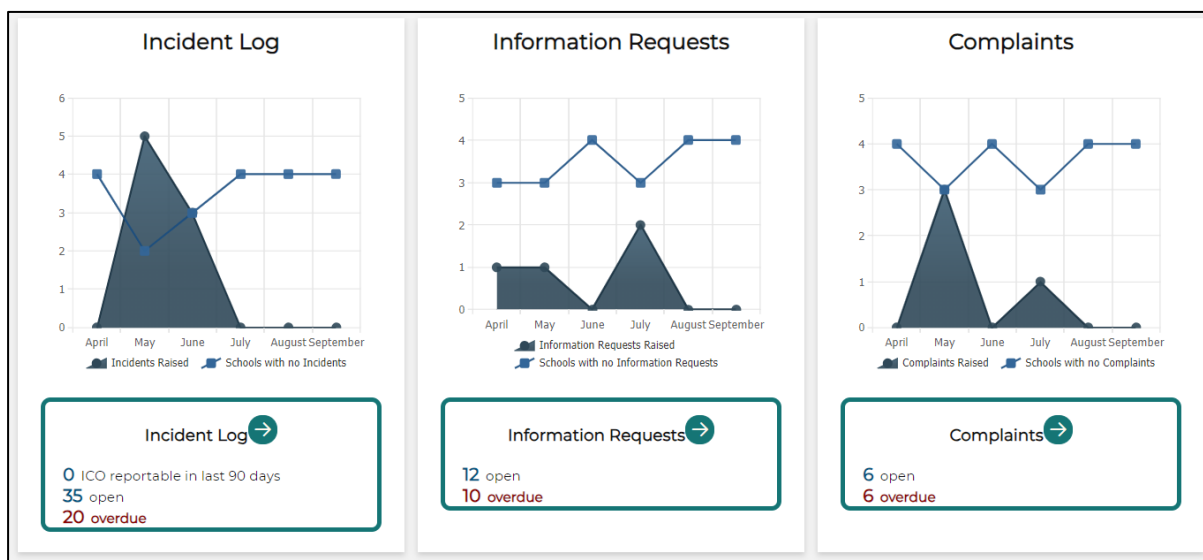 Incident Log
6
5
4
3
2
1
0
April May June July August September
Incidents Raised Schools with no Incidents
Incident Log
0 ICO reportable in last 90 days
35 open
20 overdue
Information Requests
5
4
3
2
1
0
April May June July August September
Information Requests Raised
Schools with no Information Requests
Information Requests
12 open
10 overdue
Complaints
5
4
3
2
1
0
April May June July August September
Complaints Raised Schools with no Complaints
Complaints
6 open
6 overdue